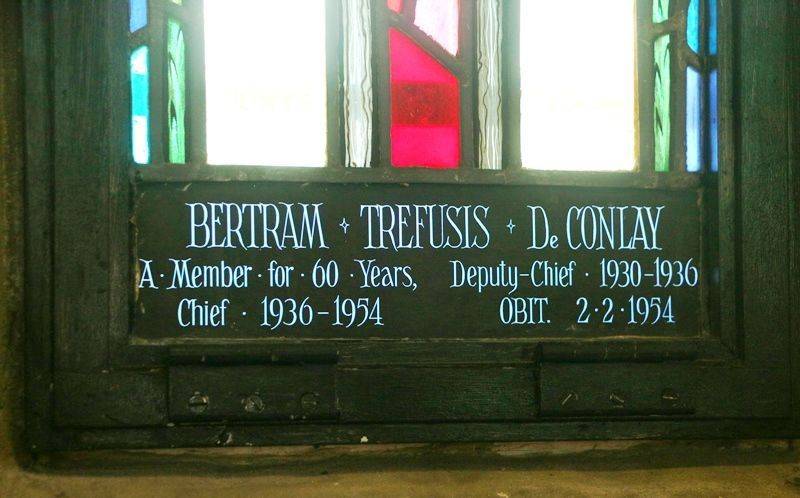 BERTRAM + TREFUSIS + De CONLAY
A · Member · for · 60 · Years, Deputy-Chief · 1930-1936
Chief · 1936-1954 OBIT. 2·2·1954